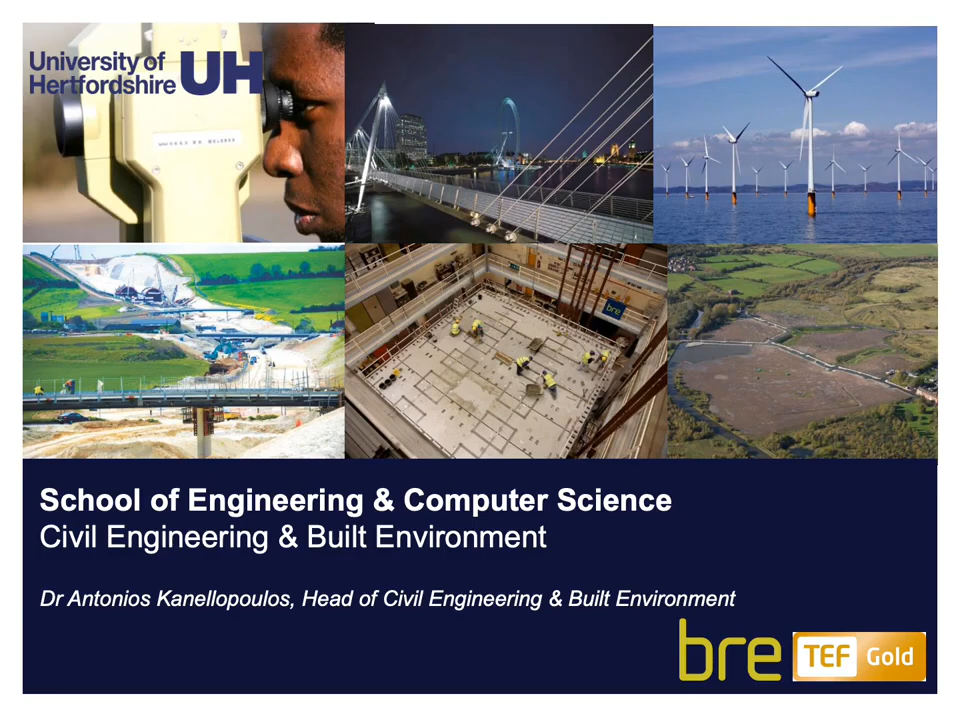 University of
Hertfordshire UH
bre
School of Engineering & Computer Science
Civil Engineering & Built Environment
Dr Antonios Kanellopoulos, Head of Civil Engineering & Built Environment
bre TEF Gold